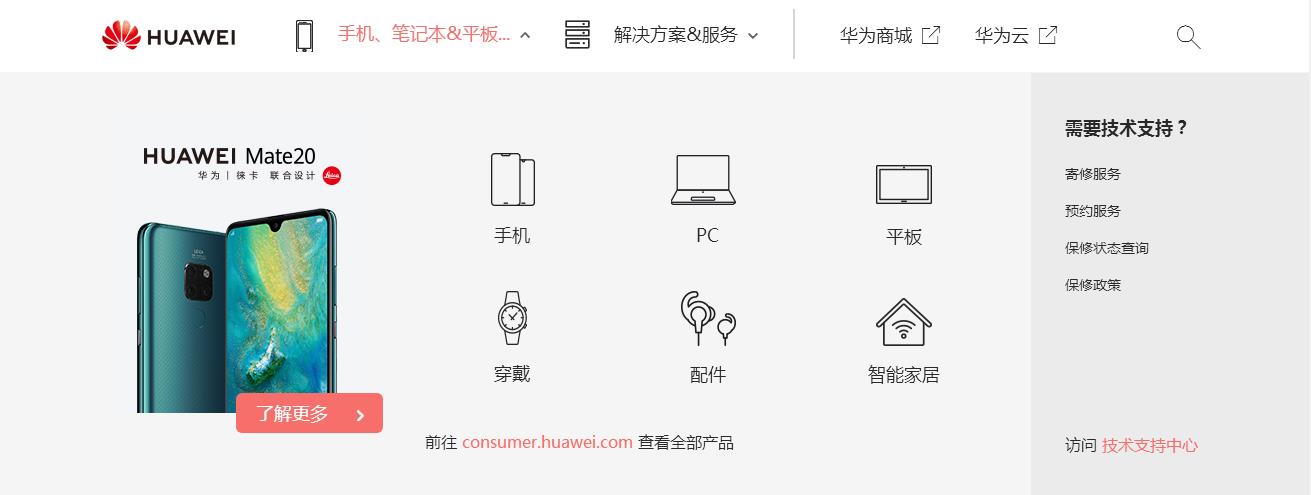 HUAWEI
手机、笔记本&平板...
解决方案&服务
华为商城
华为云
HUAWEI Mate20
华为 | 徕卡 联合设计
Leica
了解更多
手机
PC
平板
穿戴
配件
智能家居
前往 consumer.huawei.com 查看全部产品
需要技术支持？
寄修服务
预约服务
保修状态查询
保修政策
访问 技术支持中心